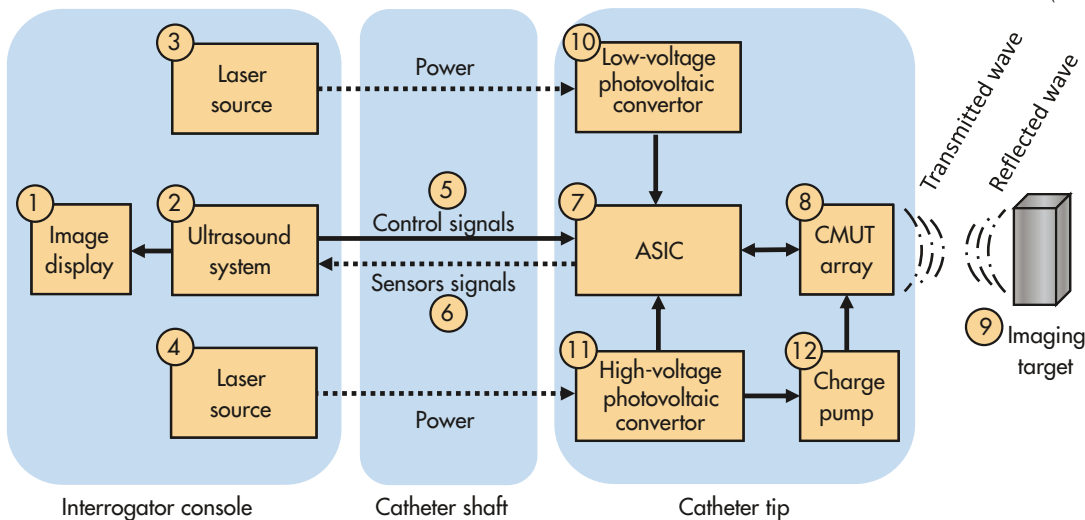 3
Laser
source
Power
10
Low-voltage
photovoltaic
convertor
Transmitted wave
Reflected wave
1
Image
display
2
Ultrasound
system
5
Control signals
Sensors signals
6
7
ASIC
8
CMUT
array
9
Imaging
target
4
Laser
source
Power
11
High-voltage
photovoltaic
convertor
12
Charge
pump
Interrogator console
Catheter shaft
Catheter tip